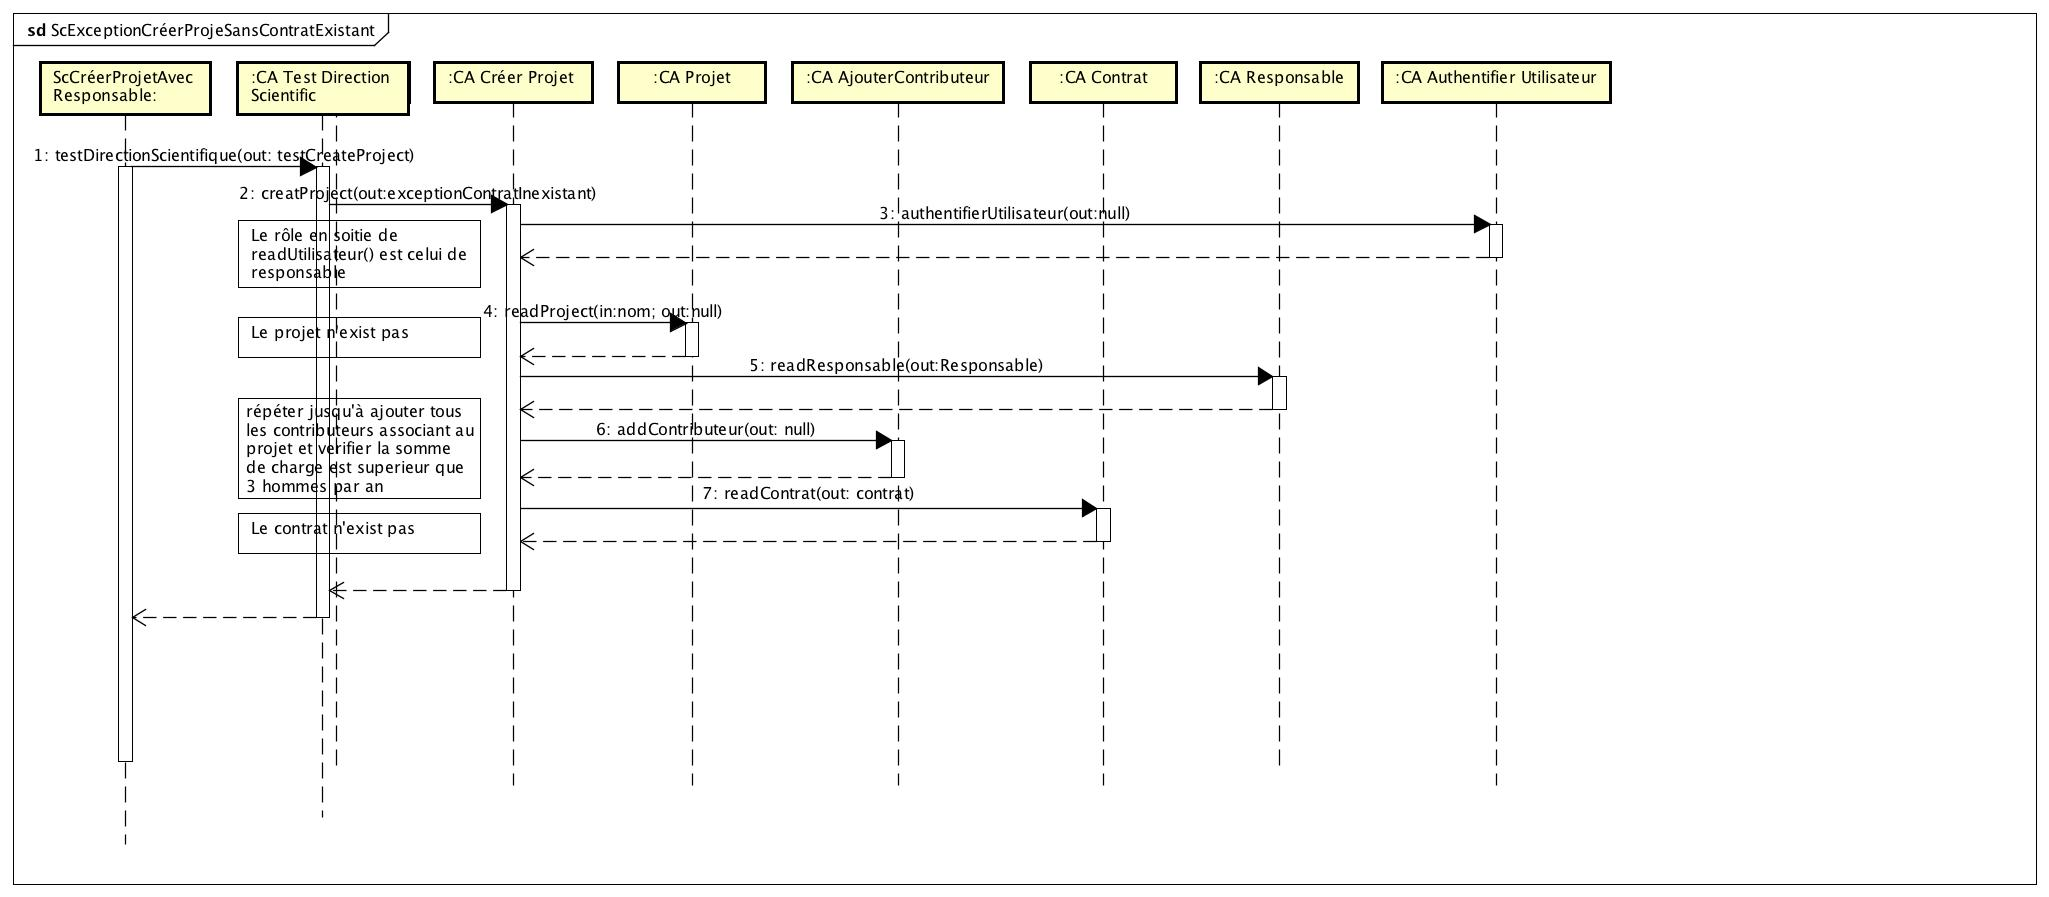 sd ScExceptionCréerProjeSansContratExistant
ScCréerProjetAvec
Responsable:
:CA Test Direction
Scientific
:CA Créer Projet
:CA Projet
:CA AjouterContributeur
:CA Contrat
:CA Responsable
:CA Authentifier Utilisateur
1: testDirectionScientifique(out: testCreateProject)
2: creatProject(out:exceptionContratInexistant)
3: authentifierUtilisateur(out:null)
Le rôle en soitie de
readUtilisateur() est celui de
responsable
4: readProject(in:nom; out:null)
Le projet n'exist pas
5: readResponsable(out:Responsable)
répéter jusqu'à ajouter tous
les contributeurs associant au
projet et verifier la somme
de charge est superieur que
3 hommes par an
6: addContributeur(out: null)
7: readContrat(out: contrat)
Le contrat n'exist pas